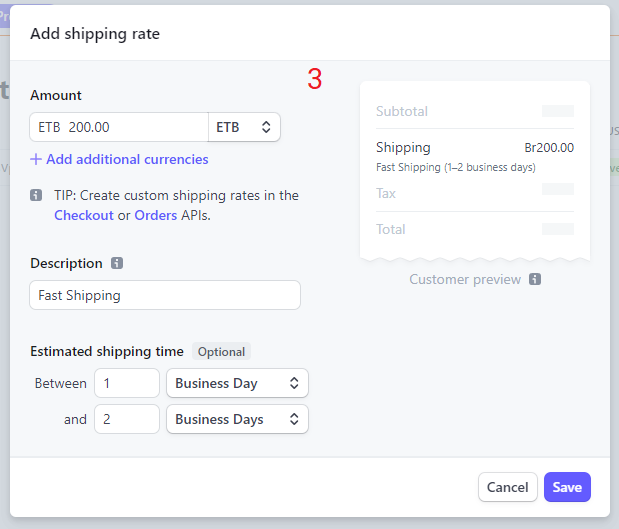 Add shipping rate
3
Amount
ETB 200.00 ETB
+ Add additional currencies
TIP: Create custom shipping rates in the
Checkout or Orders APIs.
Description
Fast Shipping
Estimated shipping time Optional
Between 1 Business Day
and 2 Business Days
Subtotal
Shipping Br200.00
Fast Shipping (1–2 business days)
Tax
Total
Customer preview
Cancel Save